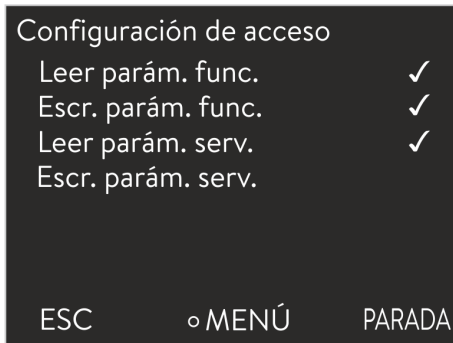 Configuración de acceso
Leer parám. func. ✓
Escr. parám. func. ✓
Leer parám. serv. ✓
Escr. parám. serv.
ESC ○ MENÚ PARADA